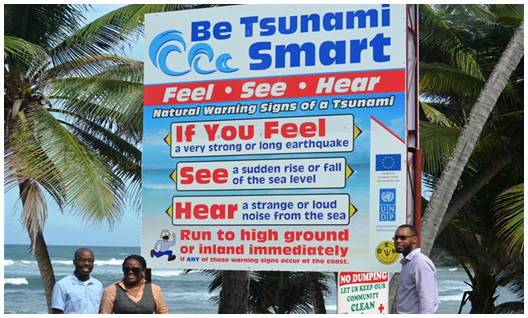 Be Tsunami
Smart
Feel • See • Hear
Natural Warning Signs of a Tsunami
If You Feel
a very strong or long earthquake
See a sudden rise or fall
of the sea level
Hear a strange or loud
noise from the sea
Run to high ground
or inland immediately
If ANY of these warning signs occur at the coast.
U N
D P
NO DUMPING
LET US KEEP OUR
COMMUNITY
CLEAN